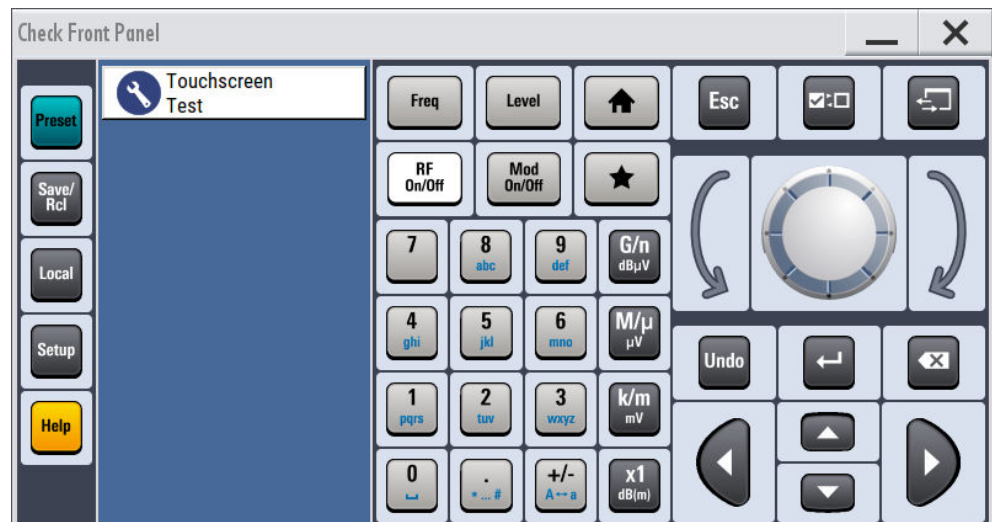 Check Front Panel
Preset
Save/
Rcl
Local
Setup
Help
Touchscreen
Test
Freq
Level
RF
On/Off
Mod
On/Off
7
8
abc
9
def
G/n
dBµV
4
ghi
5
jkl
6
mno
M/µ
µV
1
pqrs
2
tuv
3
wxyz
k/m
mV
0
␣
.
* ... #
+/-
A↔a
x1
dB(m)
Esc
Undo